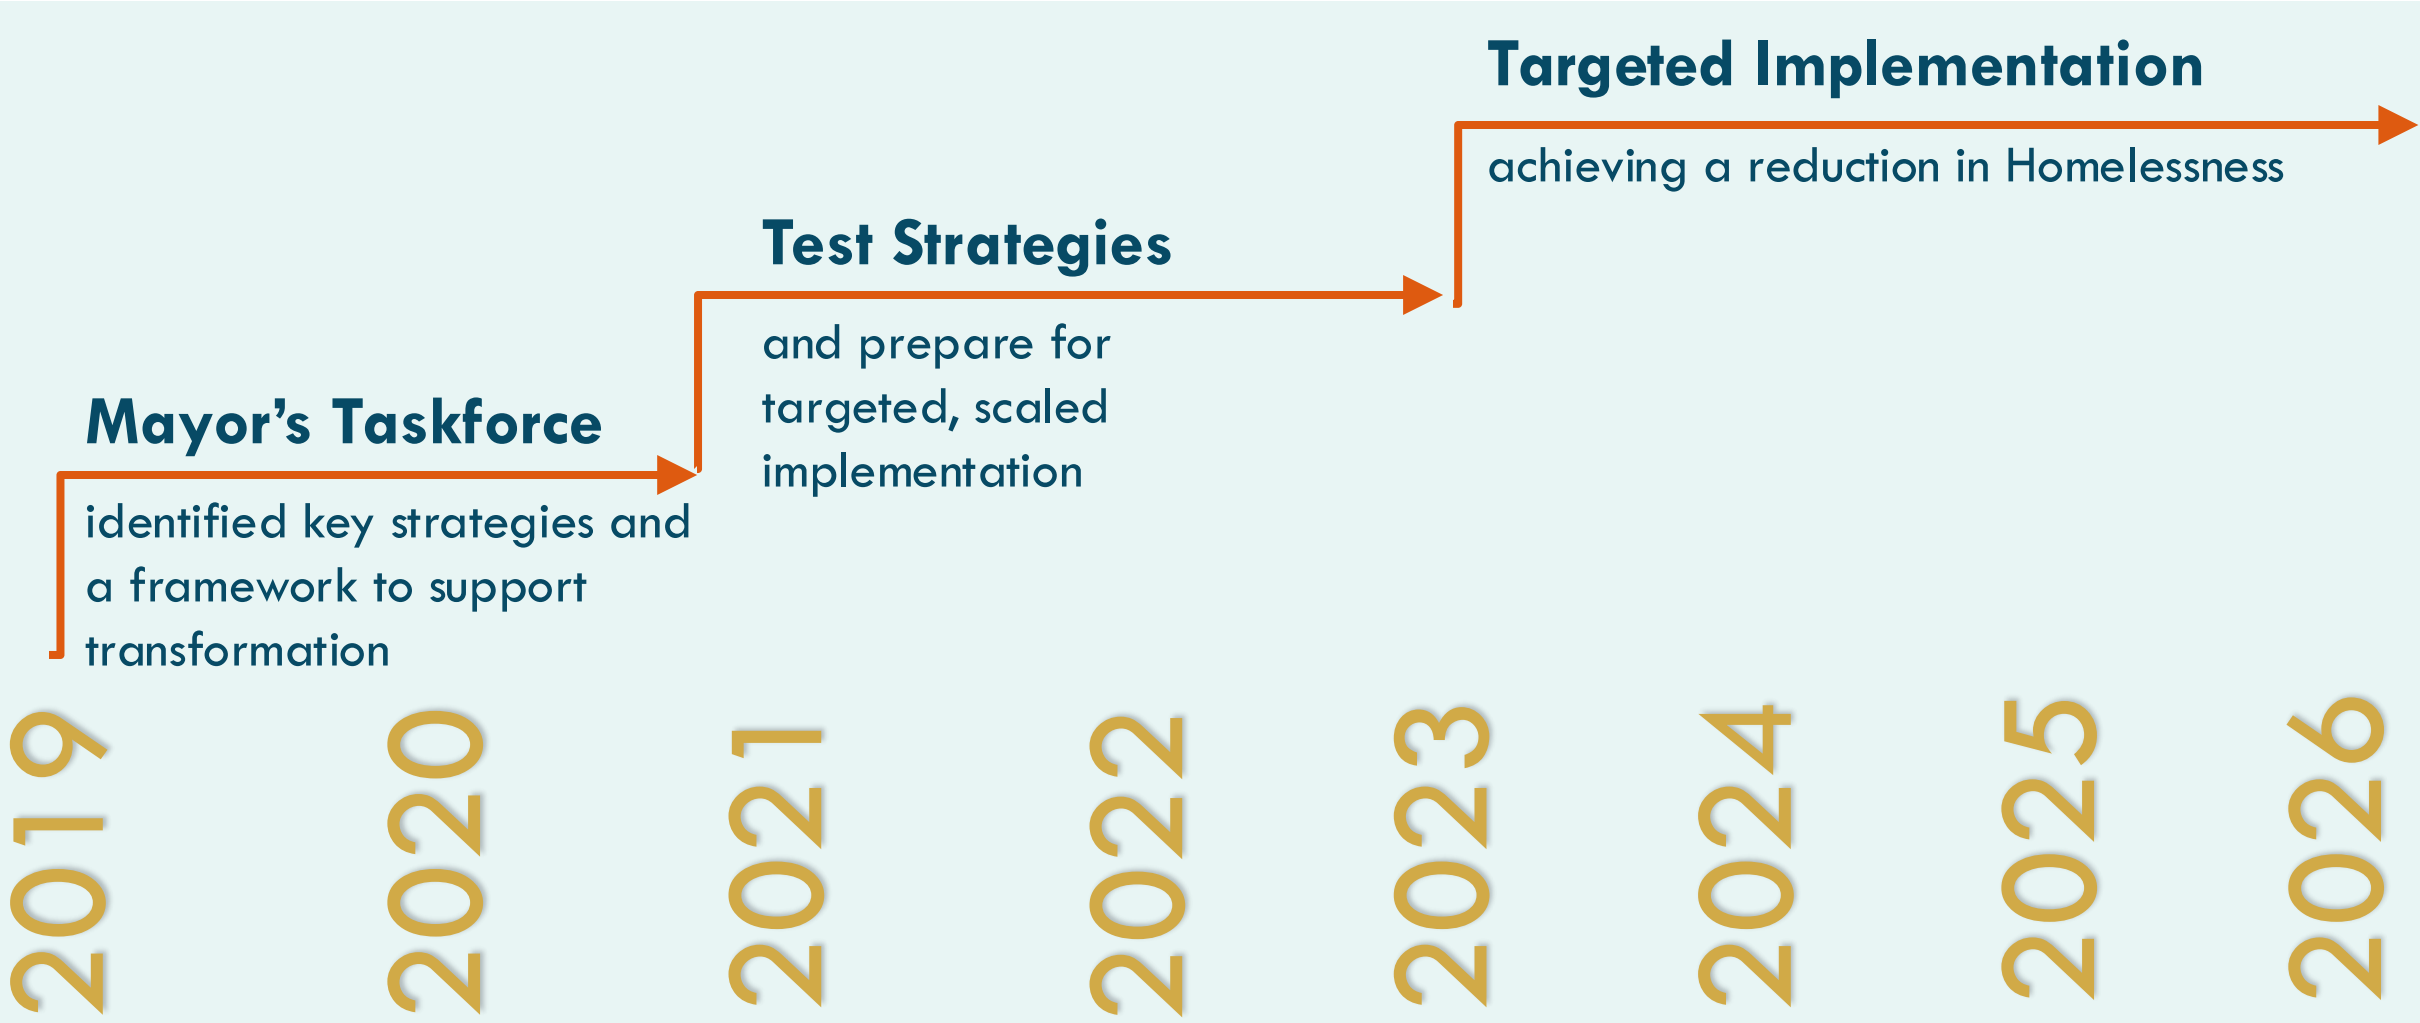 Targeted Implementation
achieving a reduction in Homelessness
Test Strategies
and prepare for
targeted, scaled
implementation
Mayor’s Taskforce
identified key strategies and
a framework to support
transformation
2019
2020
2021
2022
2023
2024
2025
2026